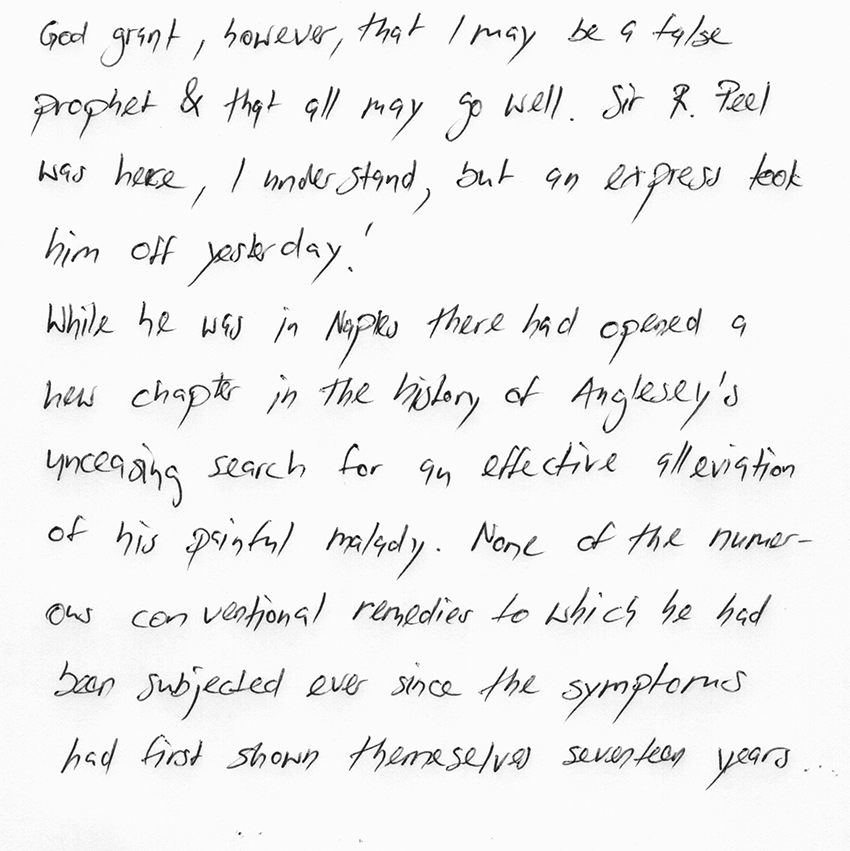 God grant, however, that I may be a false
prophet & that all may go well. Sir R. Peel
was here, I understand, but an express took
him off yesterday.'
While he was in Naples there had opened a
new chapter in the history of Anglesey's
unceasing search for an effective alleviation
of his painful malady. None of the numer-
ous conventional remedies to which he had
been subjected ever since the symptoms
had first shown themselves seventeen years...